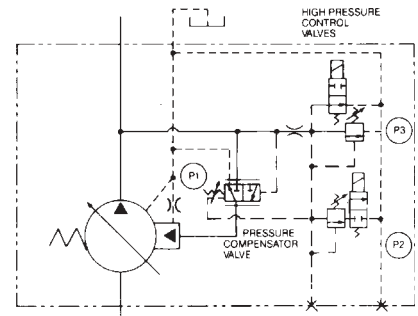 HIGH PRESSURE
CONTROL
VALVES
P3
P1
PRESSURE
COMPENSATOR
VALVE
P2